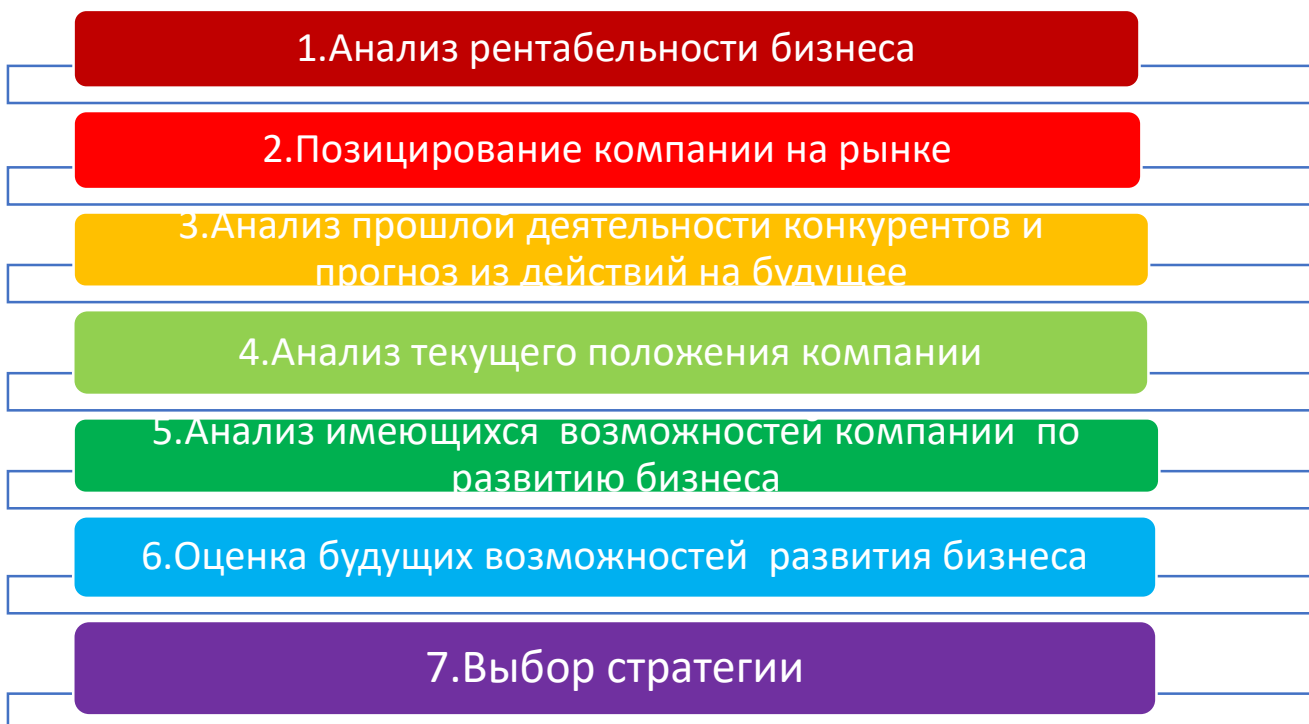 1.Анализ рентабельности бизнеса
2.Позицирование компании на рынке
3.Анализ прошлой деятельности конкурентов и
прогноз из действий на будущее
4.Анализ текущего положения компании
5.Анализ имеющихся  возможностей компании  по
развитию бизнеса
6.Оценка будущих возможностей  развития бизнеса
7.Выбор стратегии